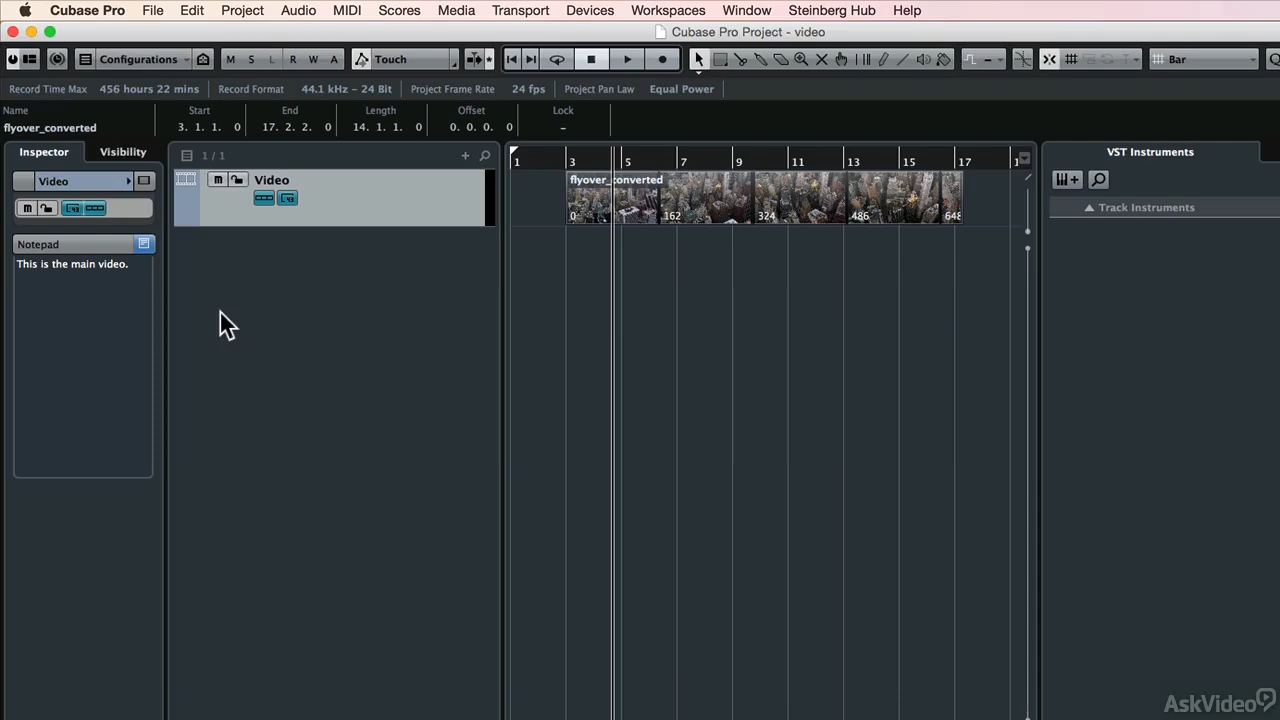 Cubase Pro File Edit Project Audio MIDI Scores Media Transport Devices Workspaces Window Steinberg Hub Help
Cubase Pro Project - video
Configurations M S L R W A Touch Bar
Record Time Max 456 hours 22 mins Record Format 44.1 kHz - 24 Bit Project Frame Rate 24 fps Project Pan Law Equal Power
Name Start End Length Offset Lock
flyover_converted 3. 1. 1. 0 17. 2. 2. 0 14. 1. 1. 0 0. 0. 0. 0 –
Inspector Visibility 1 / 1 1 3 5 7 9 11 13 15 17 VST Instruments
Video m Video flyover_converted
m
0 162 324 486 648 Track Instruments
Notepad
This is the main video.
AskVideo